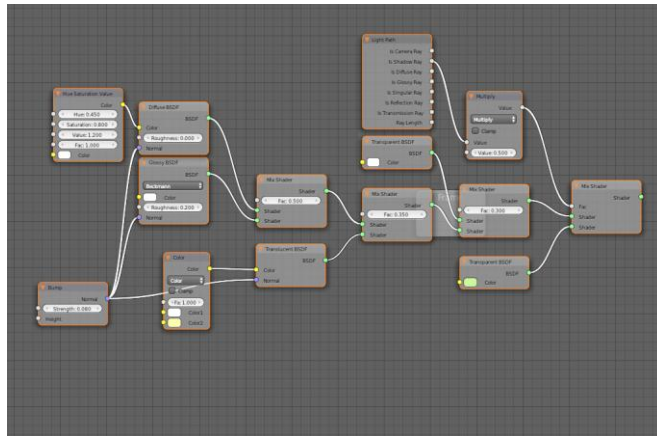 Hue Saturation Value
Color
Hue: 0.450
Saturation: 0.800
Value: 1.200
Fac: 1.000
Color
Diffuse BSDF
BSDF
Color
Roughness: 0.000
Normal
Glossy BSDF
BSDF
Beckmann
Color
Roughness: 0.200
Normal
Bump
Normal
Strength: 0.080
Height
Color
Color
Color
Clamp
Fac: 1.000
Color1
Color2
Mix Shader
Shader
Fac: 0.500
Shader
Shader
Translucent BSDF
BSDF
Color
Normal
Light Path
Is Camera Ray
Is Shadow Ray
Is Diffuse Ray
Is Glossy Ray
Is Singular Ray
Is Reflection Ray
Is Transmission Ray
Ray Length
Transparent BSDF
BSDF
Color
Mix Shader
Shader
Fac: 0.350
Shader
Shader
Multiply
Value
Multiply
Clamp
Value
Value: 0.500
Mix Shader
Shader
Fac: 0.300
Shader
Shader
Transparent BSDF
BSDF
Color
Mix Shader
Shader
Fac
Shader
Shader